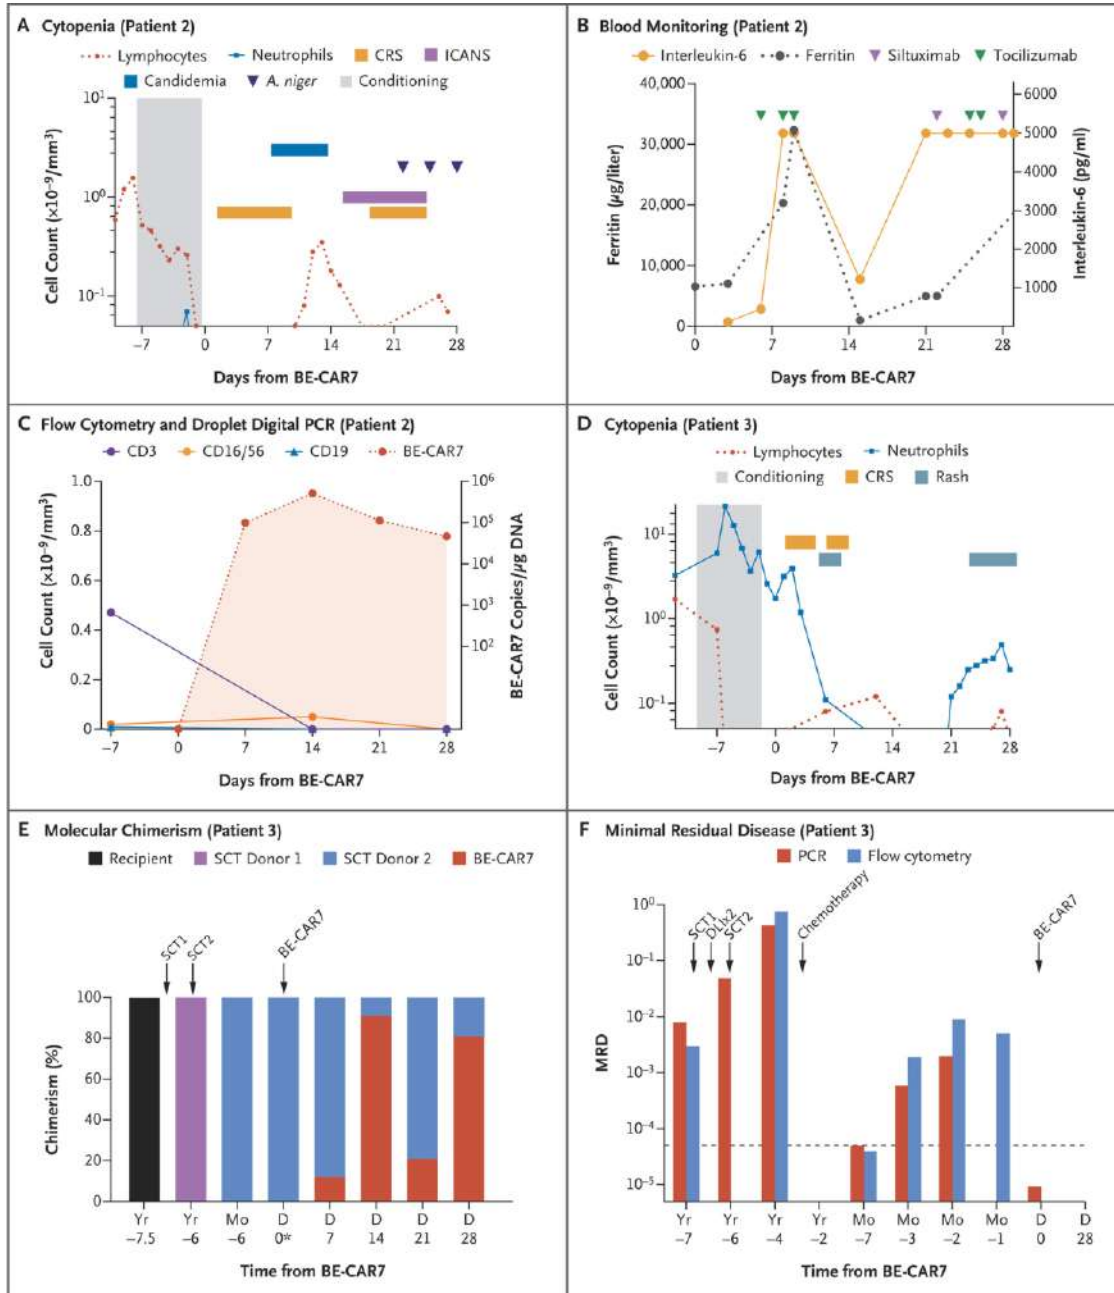 A Cytopenia (Patient 2)
Lymphocytes Neutrophils CRS ICANS
Candidemia A. niger Conditioning
Cell Count (×10⁻⁹/mm³)
10¹
10⁰
10⁻¹
−7 0 7 14 21 28
Days from BE-CAR7
B Blood Monitoring (Patient 2)
Interleukin-6 Ferritin Siltuximab Tocilizumab
Ferritin (µg/liter)
40,000
30,000
20,000
10,000
0
6000
5000
4000
3000
2000
1000
Interleukin-6 (pg/ml)
0 7 14 21 28
Days from BE-CAR7
C Flow Cytometry and Droplet Digital PCR (Patient 2)
CD3 CD16/56 CD19 BE-CAR7
Cell Count (×10⁻⁹/mm³)
1.0
0.8
0.6
0.4
0.2
0
10⁶
10⁵
10⁴
10³
10²
BE-CAR7 Copies/µg DNA
−7 0 7 14 21 28
Days from BE-CAR7
D Cytopenia (Patient 3)
Lymphocytes Neutrophils
Conditioning CRS Rash
Cell Count (×10⁻⁹/mm³)
10¹
10⁰
10⁻¹
−7 0 7 14 21 28
Days from BE-CAR7
E Molecular Chimerism (Patient 3)
Recipient SCT Donor 1 SCT Donor 2 BE-CAR7
SCT1
SCT2
BE-CAR7
Chimerism (%)
100
80
60
40
20
0
Yr Yr Mo D D D D D
−7.5 −6 −6 0* 7 14 21 28
Time from BE-CAR7
F Minimal Residual Disease (Patient 3)
PCR Flow cytometry
SCT1
DLIx2
SCT2
Chemotherapy
BE-CAR7
MRD
10⁰
10⁻¹
10⁻²
10⁻³
10⁻⁴
10⁻⁵
Yr Yr Yr Yr Mo Mo Mo Mo D D
−7 −6 −4 −2 −7 −3 −2 −1 0 28
Time from BE-CAR7